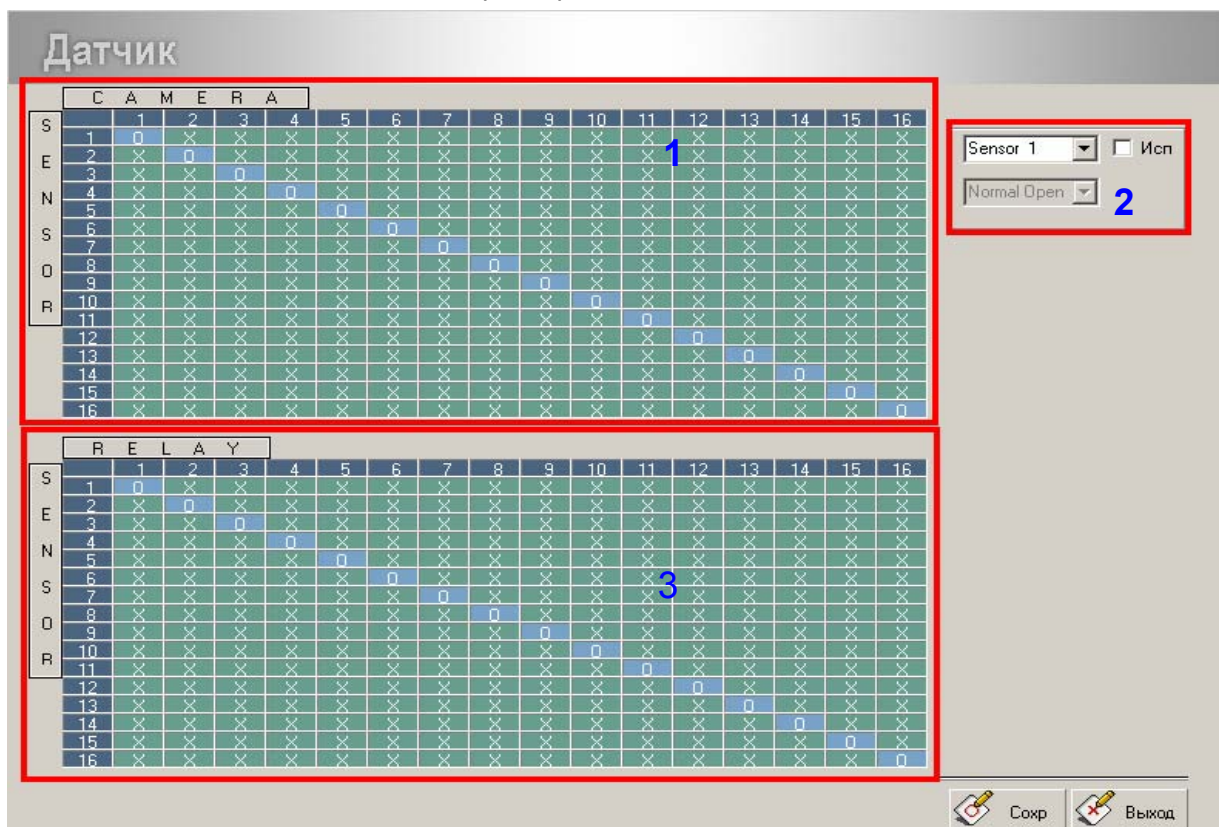 Датчик
C A M E R A
S E N S O R
1 2 3 4 5 6 7 8 9 10 11 12 13 14 15 16
1 O X X X X X X X X X X X X X X X
2 X O X X X X X X X X X X X X X X
3 X X O X X X X X X X X X X X X X
4 X X X O X X X X X X X X X X X X
5 X X X X O X X X X X X X X X X X
6 X X X X X O X X X X X X X X X X
7 X X X X X X O X X X X X X X X X
8 X X X X X X X O X X X X X X X X
9 X X X X X X X X O X X X X X X X
10 X X X X X X X X X O X X X X X X
11 X X X X X X X X X X O X X X X X
12 X X X X X X X X X X X O X X X X
13 X X X X X X X X X X X X O X X X
14 X X X X X X X X X X X X X O X X
15 X X X X X X X X X X X X X X O X
16 X X X X X X X X X X X X X X X O
1
Sensor 1 Исп
Normal Open
2
R E L A Y
S E N S O R
1 2 3 4 5 6 7 8 9 10 11 12 13 14 15 16
1 O X X X X X X X X X X X X X X X
2 X O X X X X X X X X X X X X X X
3 X X O X X X X X X X X X X X X X
4 X X X O X X X X X X X X X X X X
5 X X X X O X X X X X X X X X X X
6 X X X X X O X X X X X X X X X X
7 X X X X X X O X X X X X X X X X
8 X X X X X X X O X X X X X X X X
9 X X X X X X X X O X X X X X X X
10 X X X X X X X X X O X X X X X X
11 X X X X X X X X X X O X X X X X
12 X X X X X X X X X X X O X X X X
13 X X X X X X X X X X X X O X X X
14 X X X X X X X X X X X X X O X X
15 X X X X X X X X X X X X X X O X
16 X X X X X X X X X X X X X X X O
3
Сохр Выход